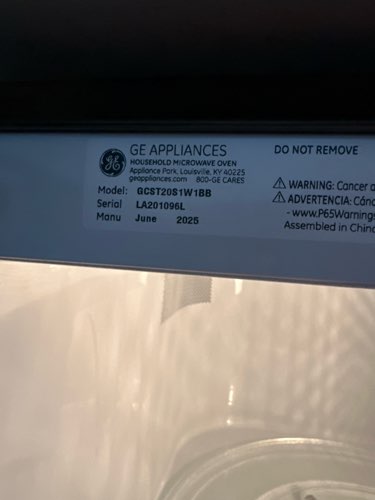 GE APPLIANCES
HOUSEHOLD MICROWAVE OVEN
Appliance Park, Louisville, KY 40225
geappliances.com 800-GE CARES
Model: GCST20S1W1BB
Serial LA201096L
Manu June 2025
DO NOT REMOVE
WARNING: Cancer
ADVERTENCIA:
- www.P65Warnings
Assembled in China